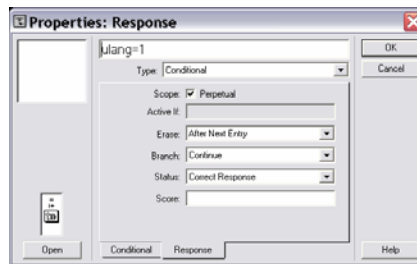 Properties: Response
ulang=1
OK
Type: Conditional
Cancel
Scope: Perpetual
Active If:
Erase: After Next Entry
Branch: Continue
Status: Correct Response
Score:
Open
Conditional
Response
Help